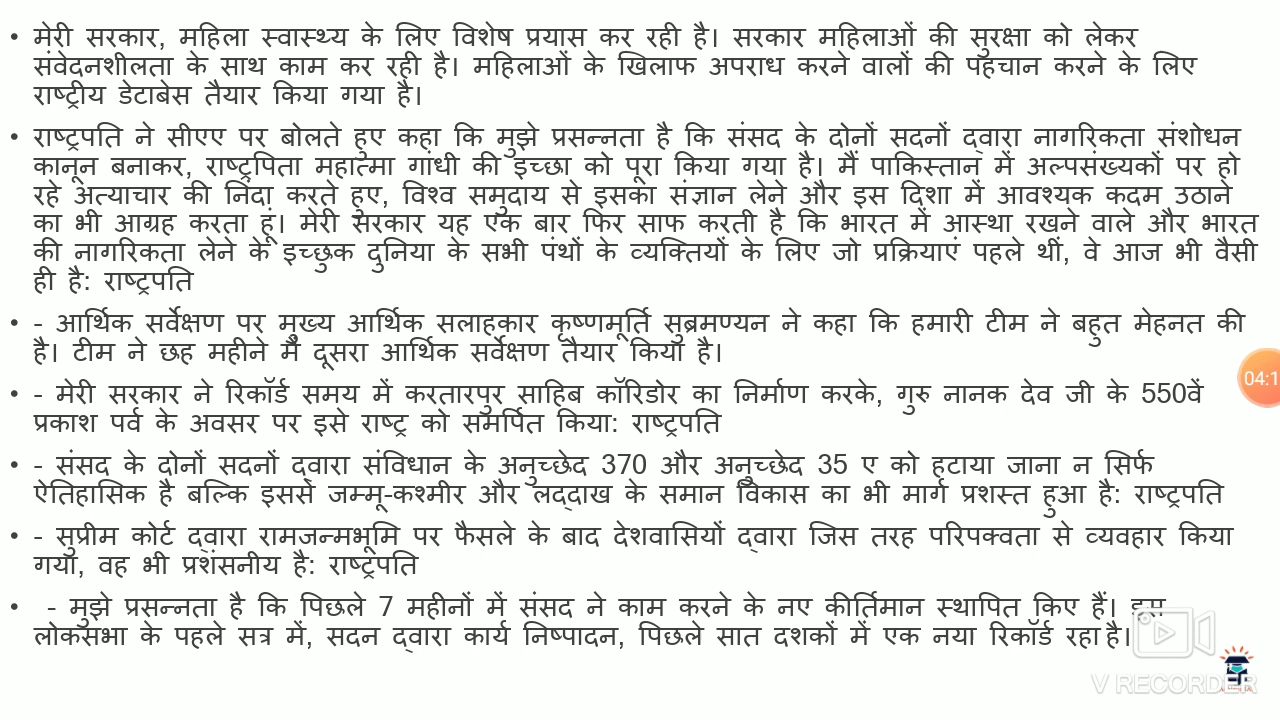 • मेरी सरकार, महिला स्वास्थ्य के लिए विशेष प्रयास कर रही है। सरकार महिलाओं की सुरक्षा को लेकर
संवेदनशीलता के साथ काम कर रही है। महिलाओं के खिलाफ अपराध करने वालों की पहचान करने के लिए
राष्ट्रीय डेटाबेस तैयार किया गया है।
• राष्ट्रपति ने सीएए पर बोलते हुए कहा कि मुझे प्रसन्नता है कि संसद के दोनों सदनों द्वारा नागरिकता संशोधन
कानून बनाकर, राष्ट्रपिता महात्मा गांधी की इच्छा को पूरा किया गया है। मैं पाकिस्तान में अल्पसंख्यकों पर हो
रहे अत्याचार की निंदा करते हुए, विश्व समुदाय से इसका संज्ञान लेने और इस दिशा में आवश्यक कदम उठाने
का भी आग्रह करता हूं। मेरी सरकार यह एक बार फिर साफ करती है कि भारत में आस्था रखने वाले और भारत
की नागरिकता लेने के इच्छुक दुनिया के सभी पंथों के व्यक्तियों के लिए जो प्रक्रियाएं पहले थीं, वे आज भी वैसी
ही है: राष्ट्रपति
• - आर्थिक सर्वेक्षण पर मुख्य आर्थिक सलाहकार कृष्णमूर्ति सुब्रमण्यन ने कहा कि हमारी टीम ने बहुत मेहनत की
है। टीम ने छह महीने में दूसरा आर्थिक सर्वेक्षण तैयार किया है।
• - मेरी सरकार ने रिकॉर्ड समय में करतारपुर साहिब कॉरिडोर का निर्माण करके, गुरु नानक देव जी के 550वें
प्रकाश पर्व के अवसर पर इसे राष्ट्र को समर्पित किया: राष्ट्रपति
• - संसद के दोनों सदनों द्वारा संविधान के अनुच्छेद 370 और अनुच्छेद 35 ए को हटाया जाना न सिर्फ
ऐतिहासिक है बल्कि इससे जम्मू-कश्मीर और लद्दाख के समान विकास का भी मार्ग प्रशस्त हुआ है: राष्ट्रपति
• - सुप्रीम कोर्ट द्वारा रामजन्मभूमि पर फैसले के बाद देशवासियों द्वारा जिस तरह परिपक्वता से व्यवहार किया
गया, वह भी प्रशंसनीय है: राष्ट्रपति
• - मुझे प्रसन्नता है कि पिछले 7 महीनों में संसद ने काम करने के नए कीर्तिमान स्थापित किए हैं। इस
लोकसभा के पहले सत्र में, सदन द्वारा कार्य निष्पादन, पिछले सात दशकों में एक नया रिकॉर्ड रहा है।
04:1
V RECORDER